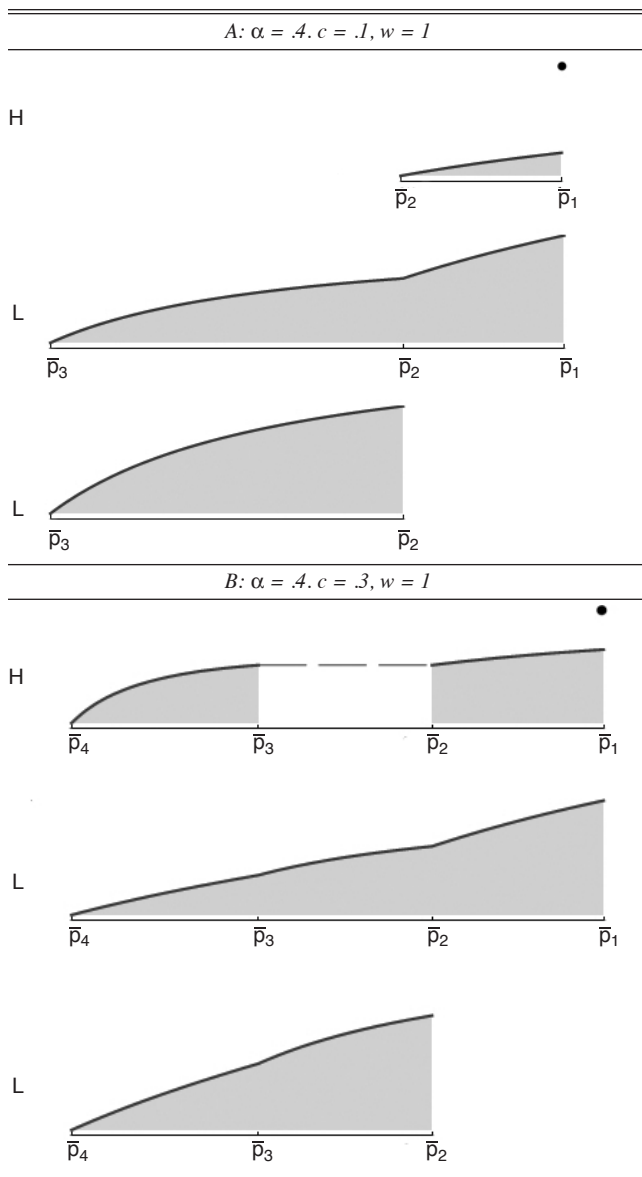 A: α = .4. c = .1, w = 1
H
p̅₂ p̅₁
L
p̅₃ p̅₂ p̅₁
L
p̅₃ p̅₂
B: α = .4. c = .3, w = 1
H
p̅₄ p̅₃ p̅₂ p̅₁
L
p̅₄ p̅₃ p̅₂ p̅₁
L
p̅₄ p̅₃ p̅₂